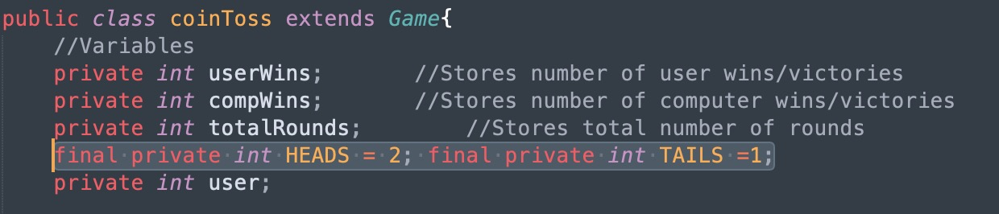 public class coinToss extends Game{
//Variables
private int userWins; //Stores number of user wins/victories
private int compWins; //Stores number of computer wins/victories
private int totalRounds; //Stores total number of rounds
final private int HEADS = 2; final private int TAILS =1;
private int user;